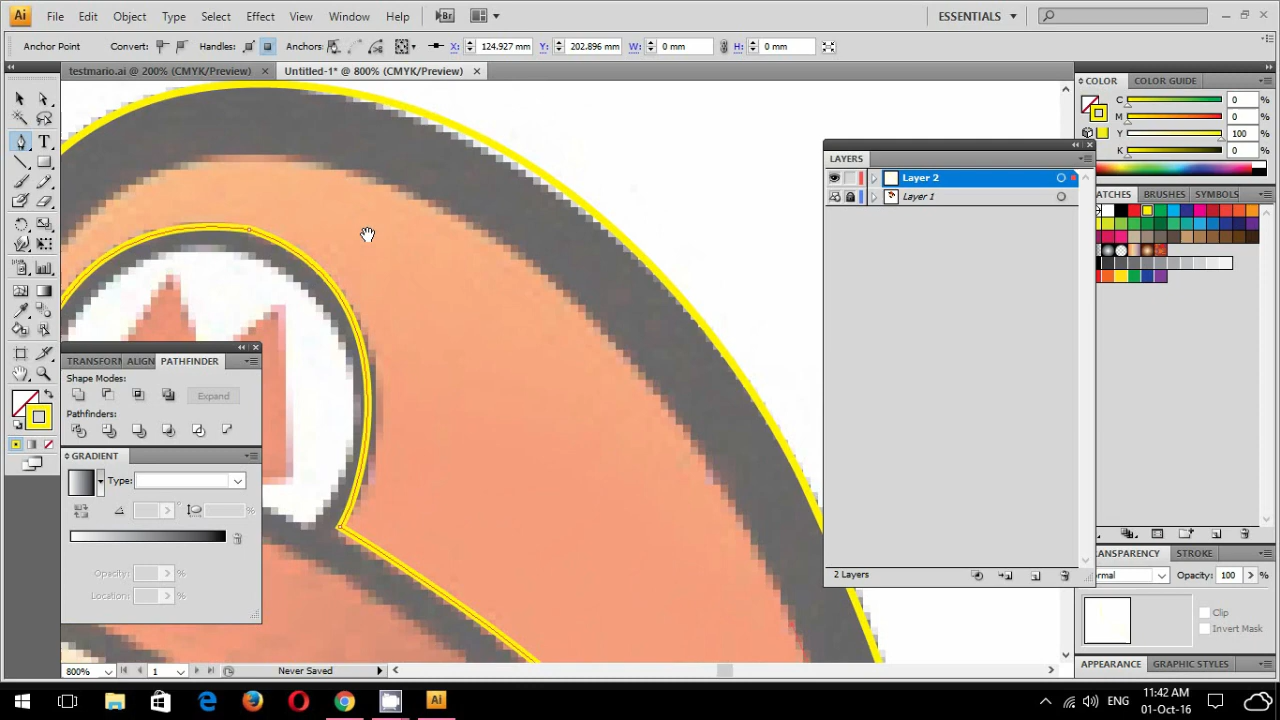 Ai File Edit Object Type Select Effect View Window Help Br ESSENTIALS
Anchor Point Convert: Handles: Anchors: X: 124.927 mm Y: 202.896 mm W: 0 mm H: 0 mm
testmario.ai @ 200% (CMYK/Preview) × Untitled-1* @ 800% (CMYK/Preview) ×
COLOR COLOR GUIDE
C 0 %
M 0 %
Y 100 %
K 0 %
LAYERS
Layer 2
Layer 1
2 Layers
ATCHES BRUSHES SYMBOLS
TRANSFORM ALIGN PATHFINDER
Shape Modes:
Expand
Pathfinders:
GRADIENT
Type:
%
Opacity: %
Location: %
RANSPARENCY STROKE
rmal Opacity: 100 %
Clip
Invert Mask
APPEARANCE GRAPHIC STYLES
800% 1 Never Saved
Ai ENG 11:42 AM
01-Oct-16